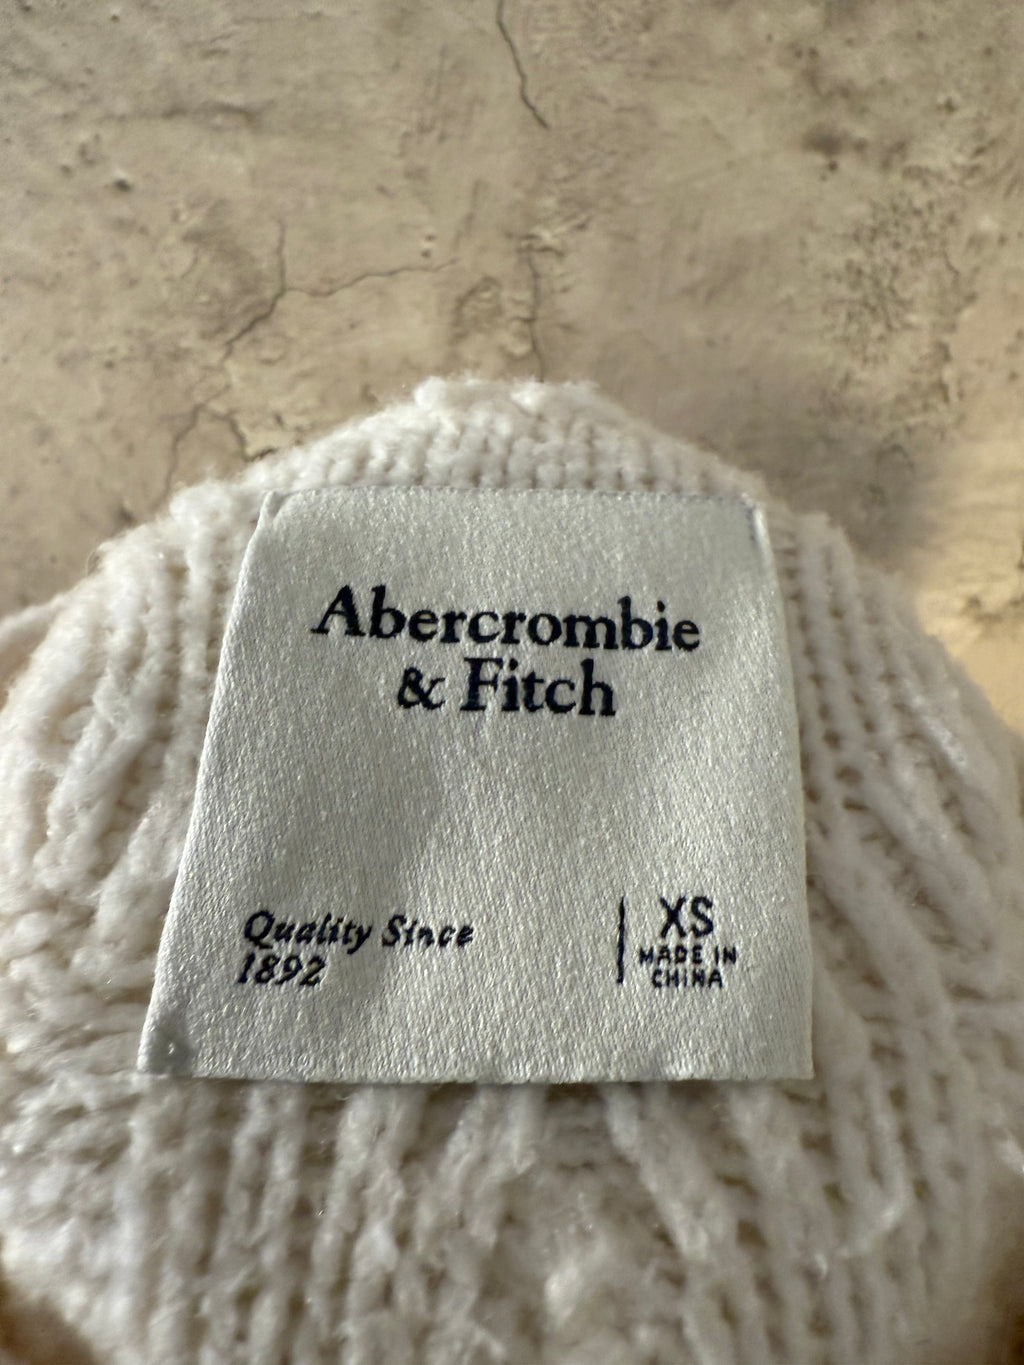 Abercrombie
& Fitch
Quality Since
1892
XS
MADE IN
CHINA